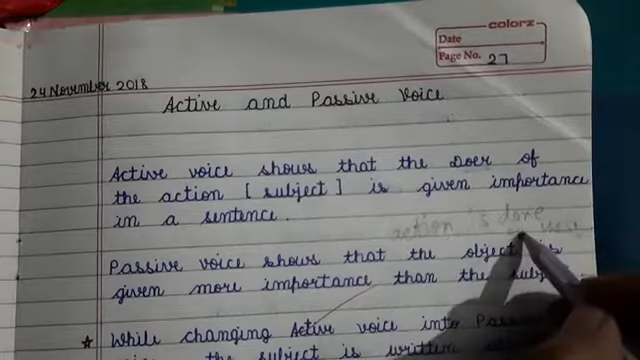 colorz
Date
Page No. 27
24 November 2018
Active and Passive Voice
Active voice shows that the Doer of
the action [subject] is given importance
in a sentence.
action is done
Passive voice shows that the object is
given more importance than the subj
★ While changing Active voice into Pass
the subject is written